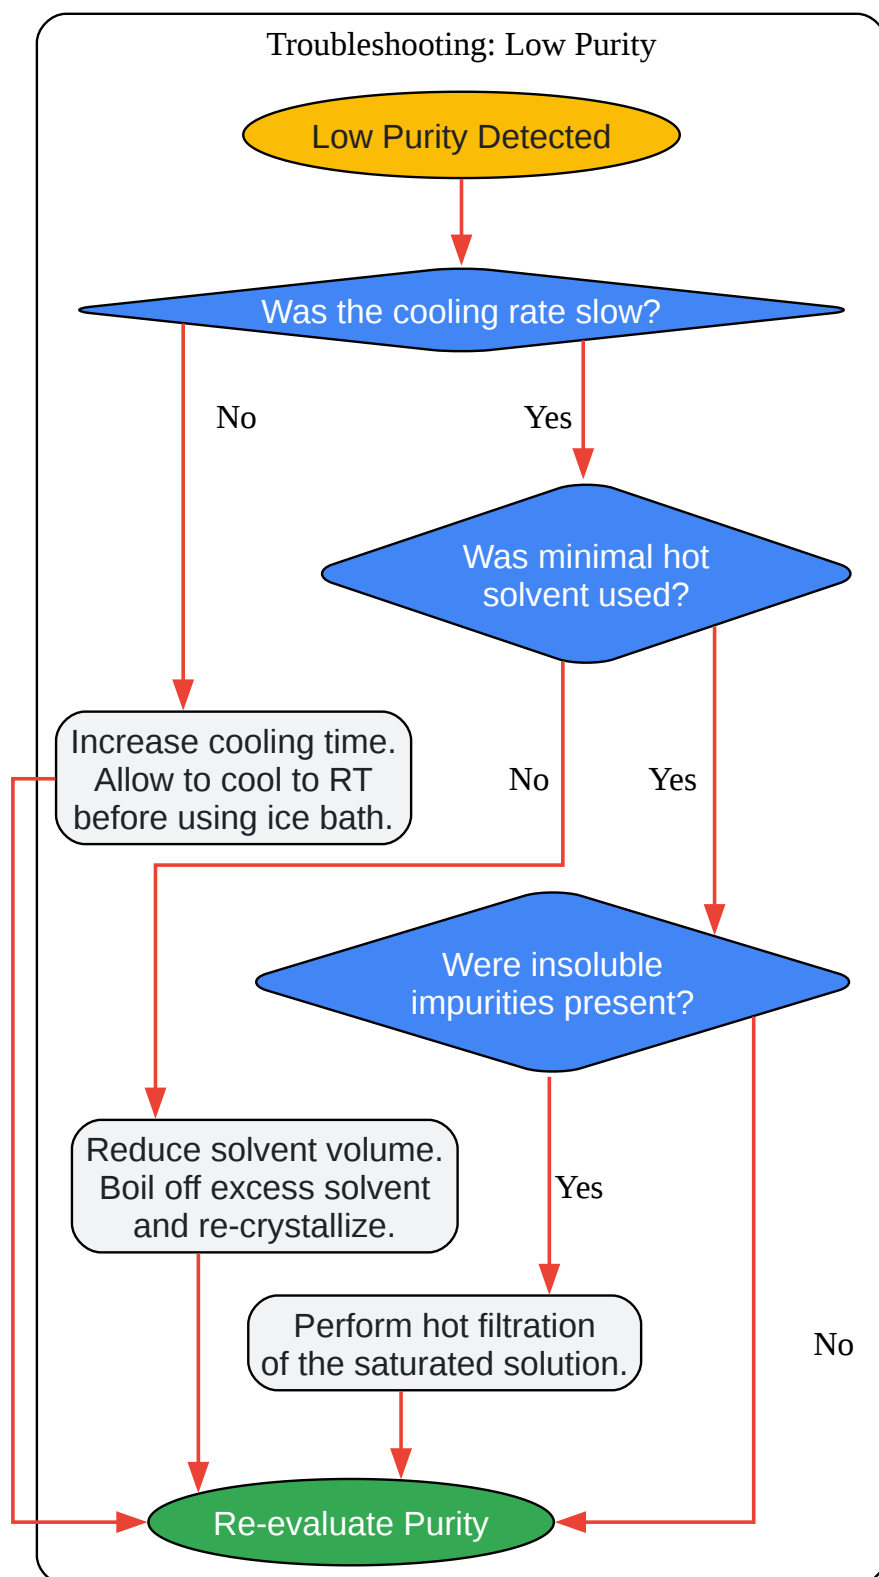 Troubleshooting: Low Purity
Low Purity Detected
Was the cooling rate slow?
No
Yes
Was minimal hot
solvent used?
Increase cooling time.
Allow to cool to RT
before using ice bath.
No
Yes
Were insoluble
impurities present?
Reduce solvent volume.
Boil off excess solvent
and re-crystallize.
Yes
Perform hot filtration
of the saturated solution.
No
Re-evaluate Purity